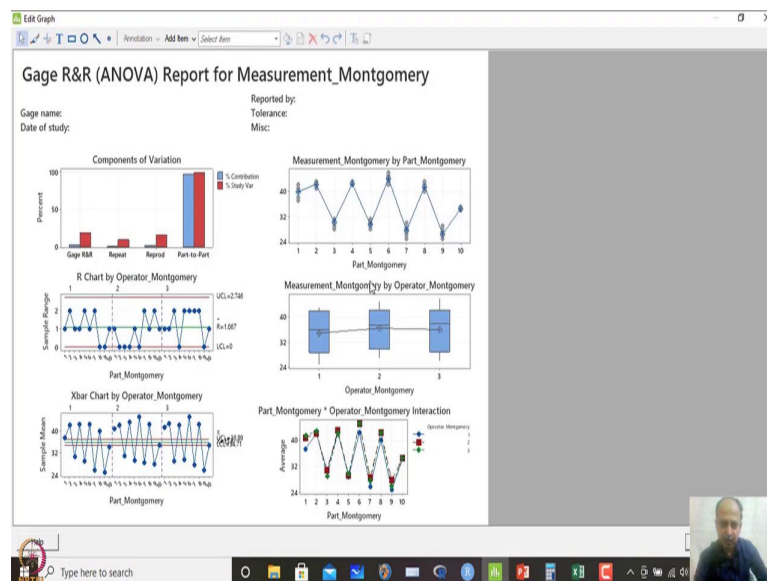 Edit Graph
Annotation Add Item Select Item
Gage R&R (ANOVA) Report for Measurement_Montgomery
Reported by:
Gage name: Tolerance:
Date of study: Misc:
Components of Variation
100
50
0
Percent
Gage R&R Repeat Reprod Part-to-Part
% Contribution
% Study Var
Measurement_Montgomery by Part_Montgomery
40
32
24
1 2 3 4 5 6 7 8 9 10
Part_Montgomery
R Chart by Operator_Montgomery
1 2 3
2
1
0
Sample Range
UCL=2.746
R=1.067
LCL=0
Part_Montgomery
Measurement_Montgomery by Operator_Montgomery
40
32
24
1 2 3
Operator_Montgomery
Xbar Chart by Operator_Montgomery
1 2 3
40
32
24
Sample Mean
Part_Montgomery
Part_Montgomery * Operator_Montgomery Interaction
40
32
24
Average
1 2 3 4 5 6 7 8 9 10
Part_Montgomery
Operator_Montgomery
Type here to search